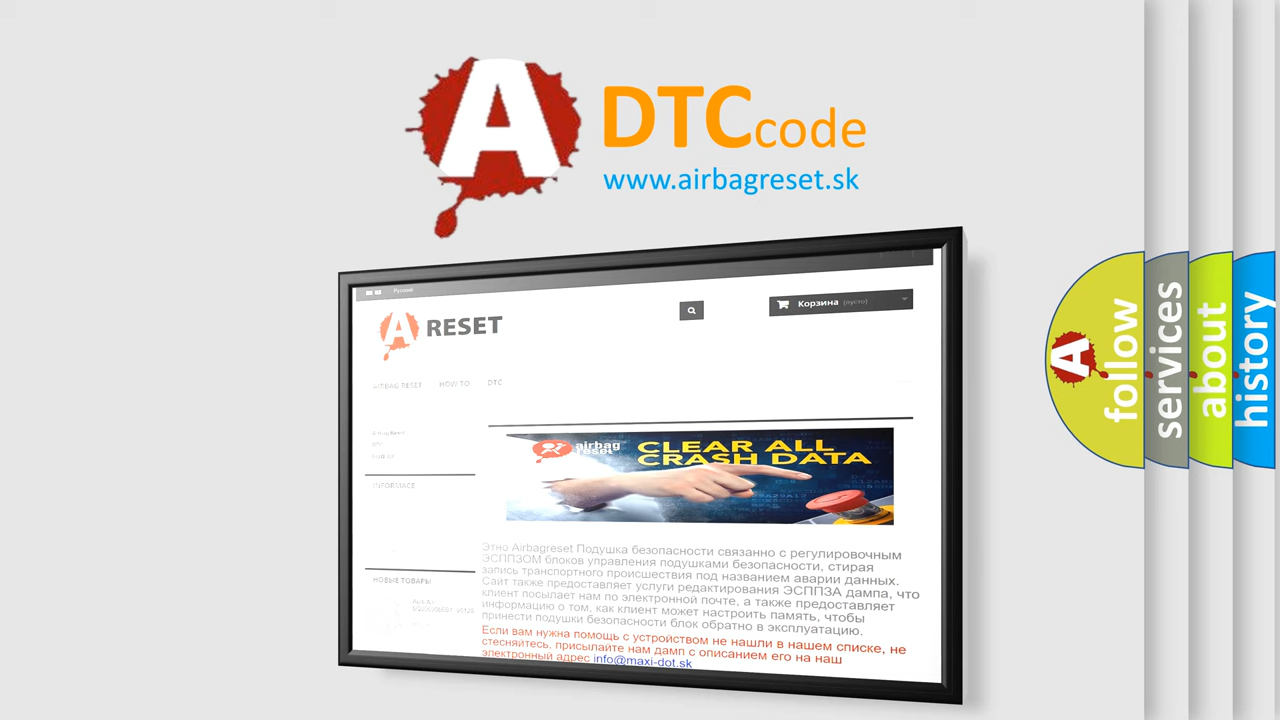 A DTCcode
www.airbagreset.sk
Русский
A RESET
Корзина (пусто)
AIRBAG RESET HOW TO DTC
INFORMACE
НОВЫЕ ТОВАРЫ
airbag
reset
CLEAR ALL
CRASH DATA
Этно Airbagreset Подушка безопасности связанно с регулировочным
ЭСППЗОМ блоков управления подушками безопасности, стирая
запись транспортного происшествия под названием аварии данных.
Сайт также предоставляет услуги редактирования ЭСППЗА дампа, что
клиент посылает нам по электронной почте, а также предоставляет
информацию о том, как клиент может настроить память, чтобы
принести подушки безопасности блок обратно в эксплуатацию.
Если вам нужна помощь с устройством не нашли в нашем списке, не
стесняйтесь, присылайте нам дамп с описанием его на наш
электронный адрес info@maxi-dot.sk
A follow
services
about
history